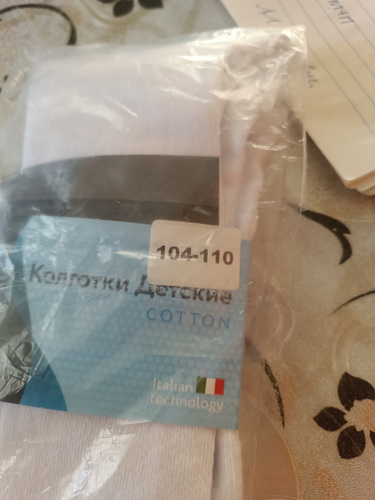 104-110
Колготки Детские
COTTON
Italian
technology